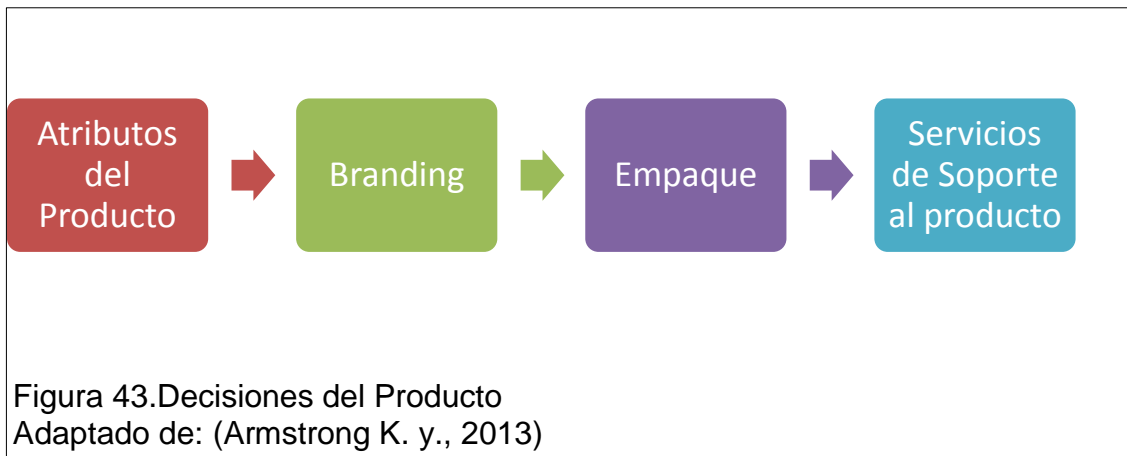 Atributos
del
Producto
Branding
Empaque
Servicios
de Soporte
al producto
Figura 43.Decisiones del Producto
Adaptado de: (Armstrong K. y., 2013)